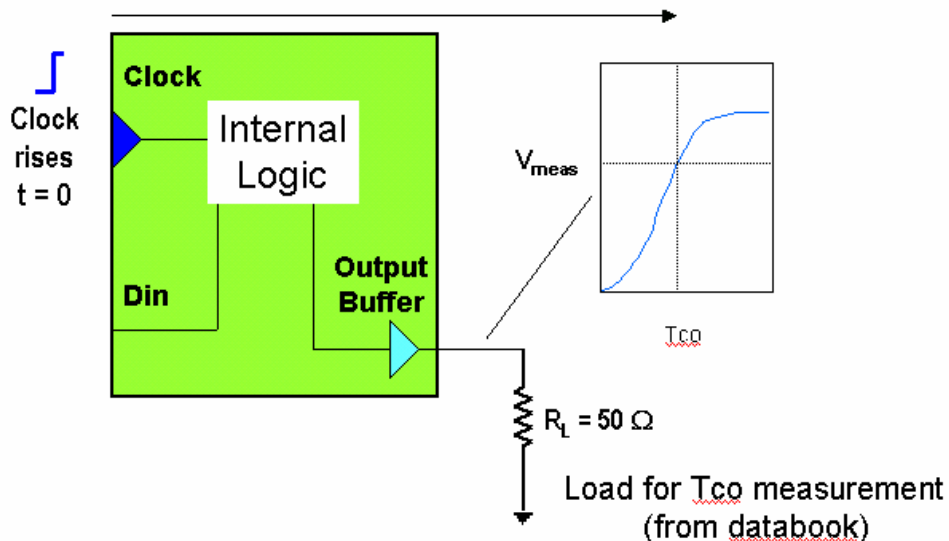 Clock
rises
t = 0
Clock
Internal
Logic
Din
Output
Buffer
Vmeas
Tco
RL = 50 Ω
Load for Tco measurement
(from databook)